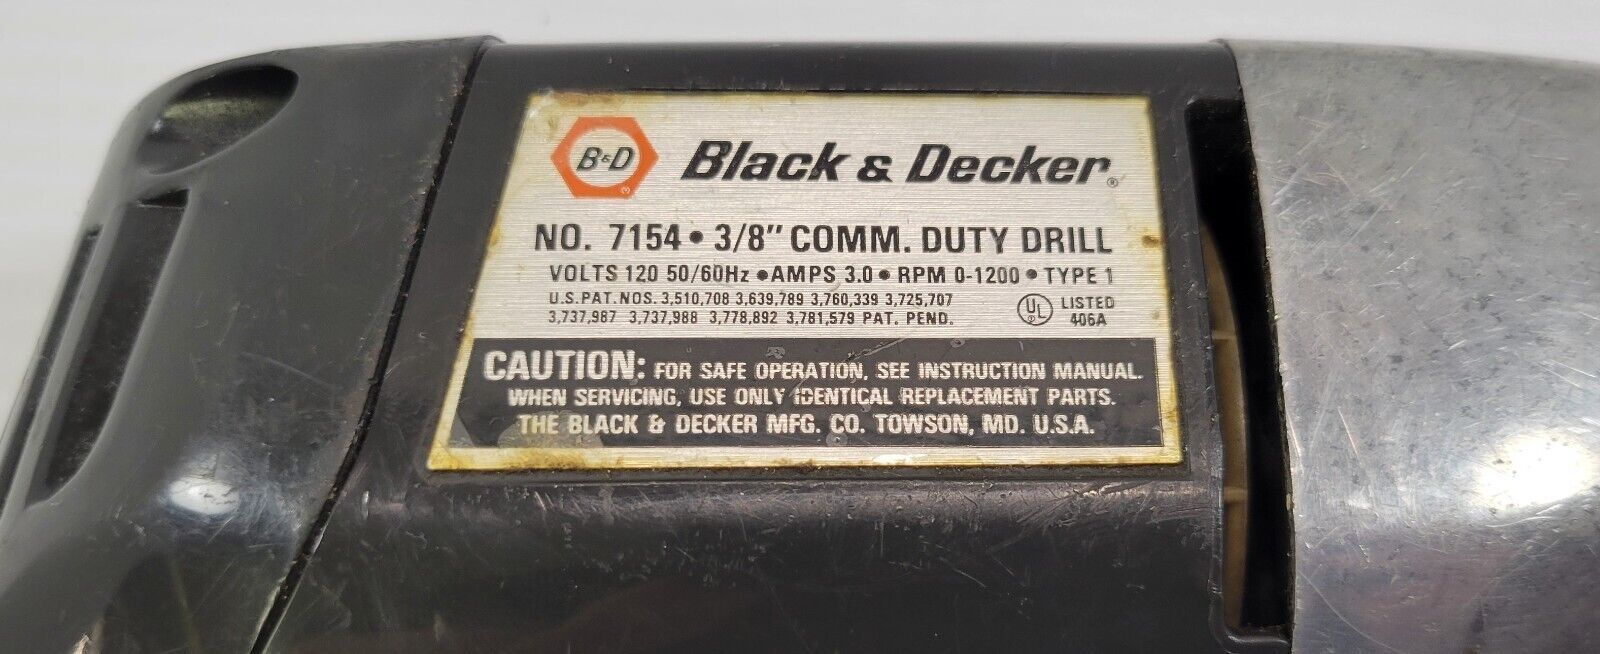 B&D Black & Decker®
NO. 7154 • 3/8" COMM. DUTY DRILL
VOLTS 120 50/60Hz • AMPS 3.0 • RPM 0-1200 • TYPE 1
U.S. PAT. NOS. 3,510,708 3,639,789 3,760,339 3,725,707
3,737,987 3,737,988 3,778,892 3,781,579 PAT. PEND.
UL LISTED
406A
CAUTION: FOR SAFE OPERATION, SEE INSTRUCTION MANUAL.
WHEN SERVICING, USE ONLY IDENTICAL REPLACEMENT PARTS.
THE BLACK & DECKER MFG. CO. TOWSON, MD. U.S.A.